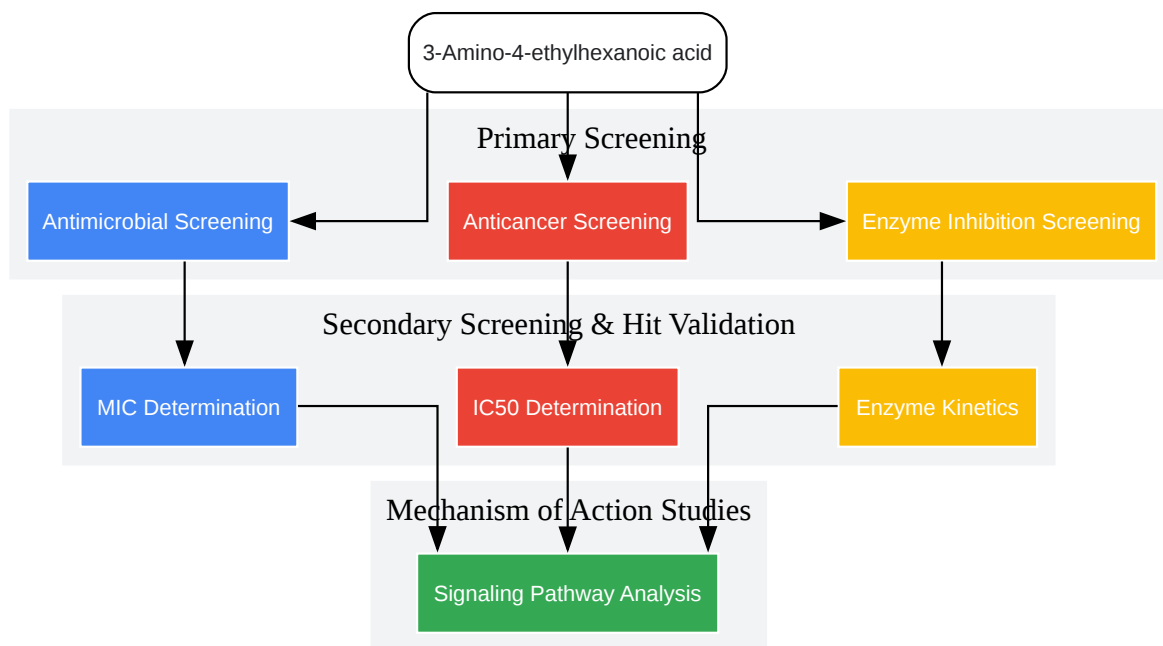 3-Amino-4-ethylhexanoic acid
Primary Screening
Antimicrobial Screening
Anticancer Screening
Enzyme Inhibition Screening
Secondary Screening & Hit Validation
MIC Determination
IC50 Determination
Enzyme Kinetics
Mechanism of Action Studies
Signaling Pathway Analysis